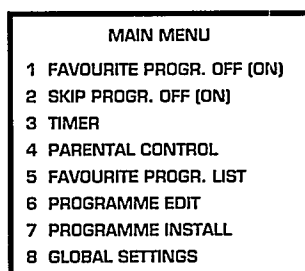 MAIN MENU
1 FAVOURITE PROGR. OFF (ON)
2 SKIP PROGR. OFF (ON)
3 TIMER
4 PARENTAL CONTROL
5 FAVOURITE PROGR. LIST
6 PROGRAMME EDIT
7 PROGRAMME INSTALL
8 GLOBAL SETTINGS